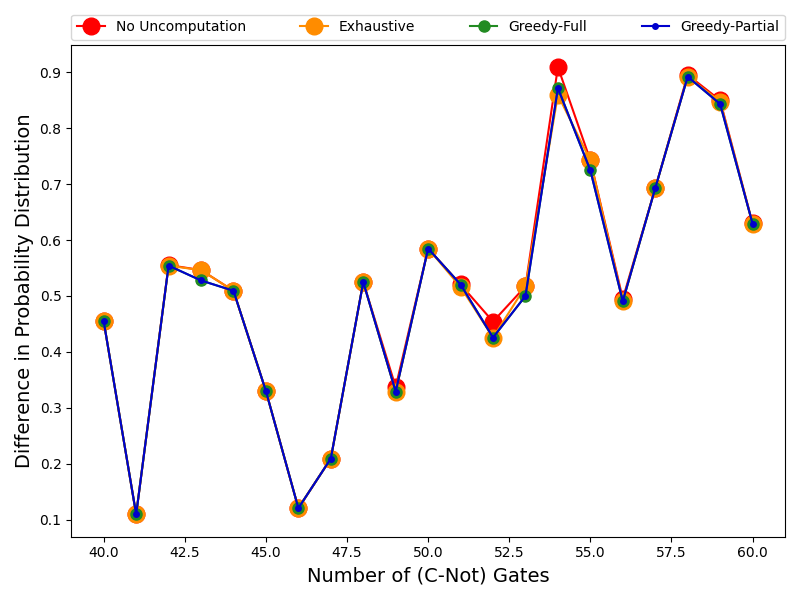 No Uncomputation Exhaustive Greedy-Full Greedy-Partial
Difference in Probability Distribution
0.9
0.8
0.7
0.6
0.5
0.4
0.3
0.2
0.1
40.0 42.5 45.0 47.5 50.0 52.5 55.0 57.5 60.0
Number of (C-Not) Gates